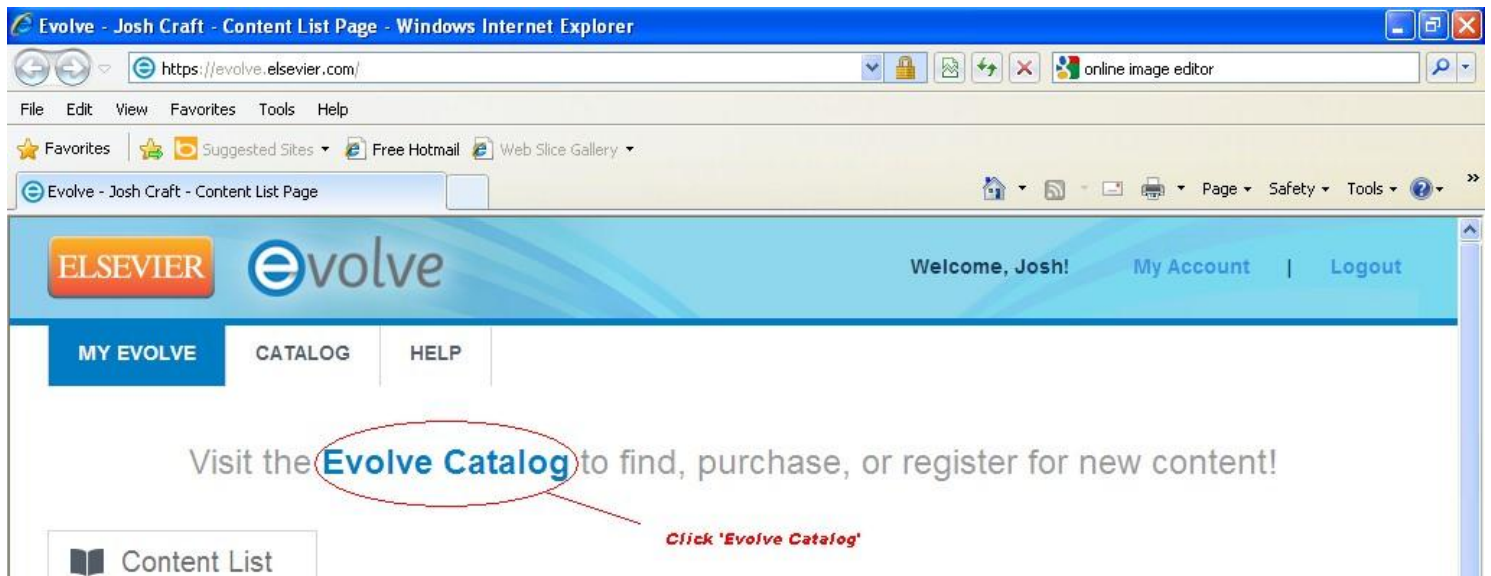 Evolve - Josh Craft - Content List Page - Windows Internet Explorer
https://evolve.elsevier.com/
online image editor
File Edit View Favorites Tools Help
Favorites Suggested Sites Free Hotmail Web Slice Gallery
Evolve - Josh Craft - Content List Page
Page Safety Tools »
ELSEVIER evolve Welcome, Josh! My Account | Logout
MY EVOLVE CATALOG HELP
Visit the Evolve Catalog to find, purchase, or register for new content!
Click 'Evolve Catalog'
Content List